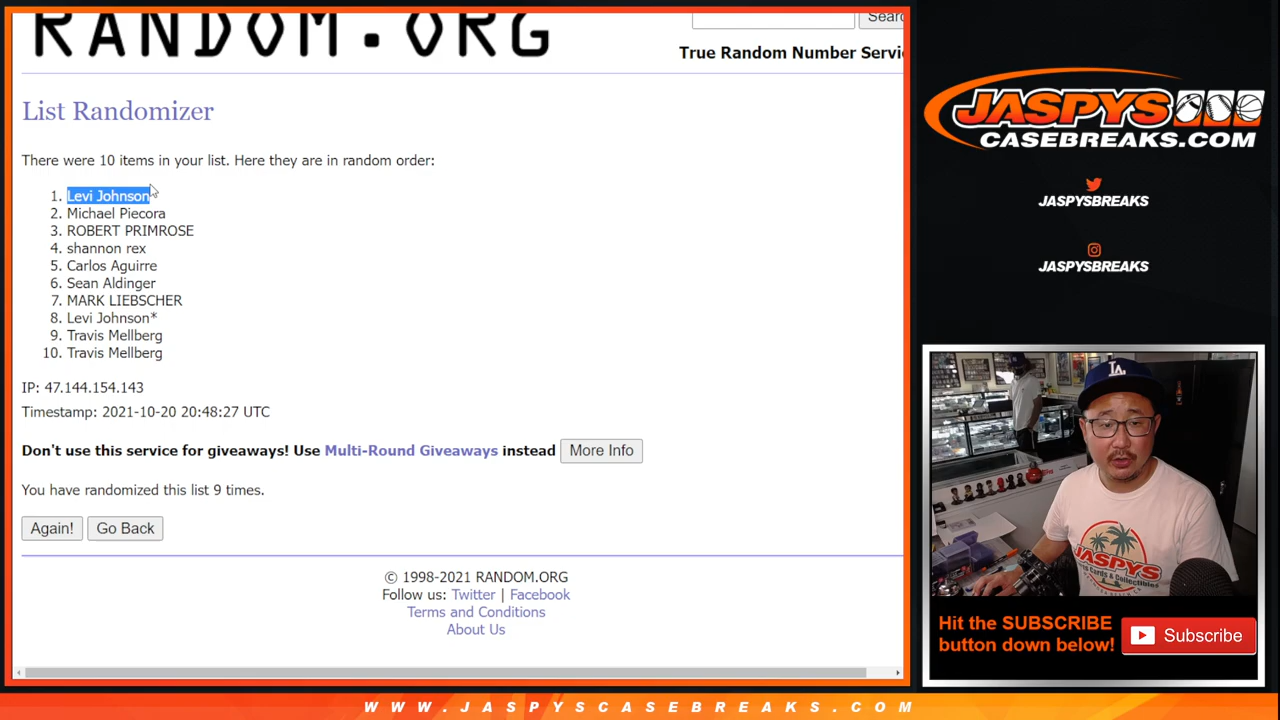 RANDOM.ORG
Search
True Random Number Servi
List Randomizer
There were 10 items in your list. Here they are in random order:
1. Levi Johnson
2. Michael Piecora
3. ROBERT PRIMROSE
4. shannon rex
5. Carlos Aguirre
6. Sean Aldinger
7. MARK LIEBSCHER
8. Levi Johnson*
9. Travis Mellberg
10. Travis Mellberg
IP: 47.144.154.143
Timestamp: 2021-10-20 20:48:27 UTC
Don't use this service for giveaways! Use Multi-Round Giveaways instead More Info
You have randomized this list 9 times.
Again! Go Back
© 1998-2021 RANDOM.ORG
Follow us: Twitter | Facebook
Terms and Conditions
About Us
JASPYS
CASEBREAKS.COM
JASPYSBREAKS
JASPYSBREAKS
LA
JASPYS
Cards & Collectibles
Hit the SUBSCRIBE
button down below!
Subscribe
WWW.JASPYSCASEBREAKS.COM